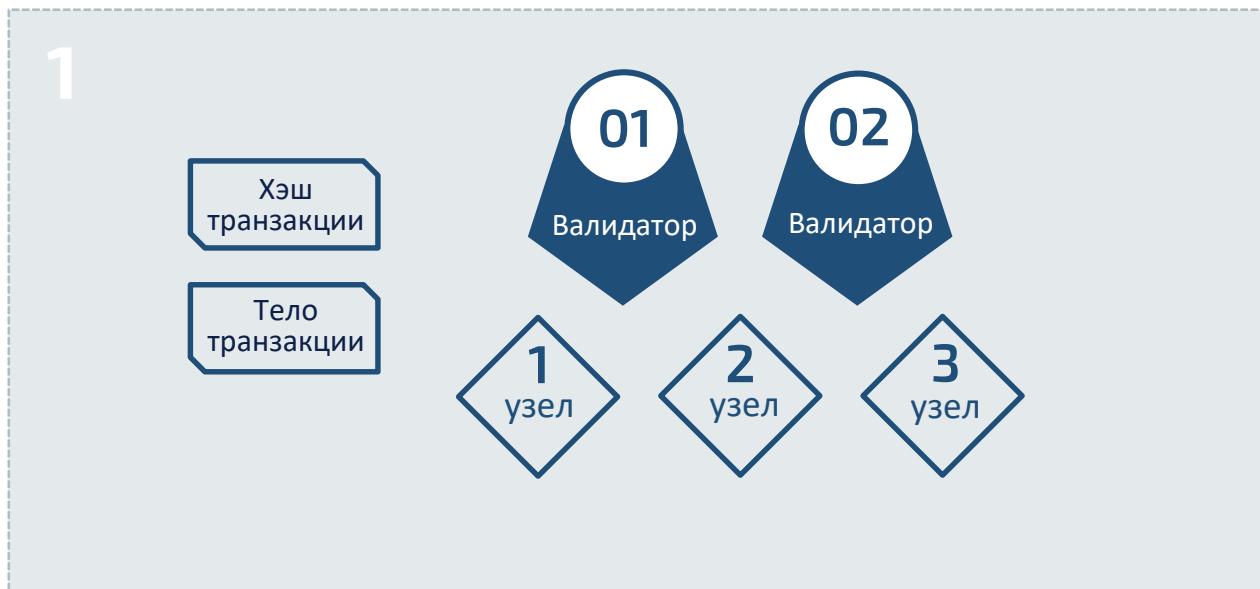 1
Хэш
транзакции
Тело
транзакции
01
Валидатор
02
Валидатор
1
узел
2
узел
3
узел